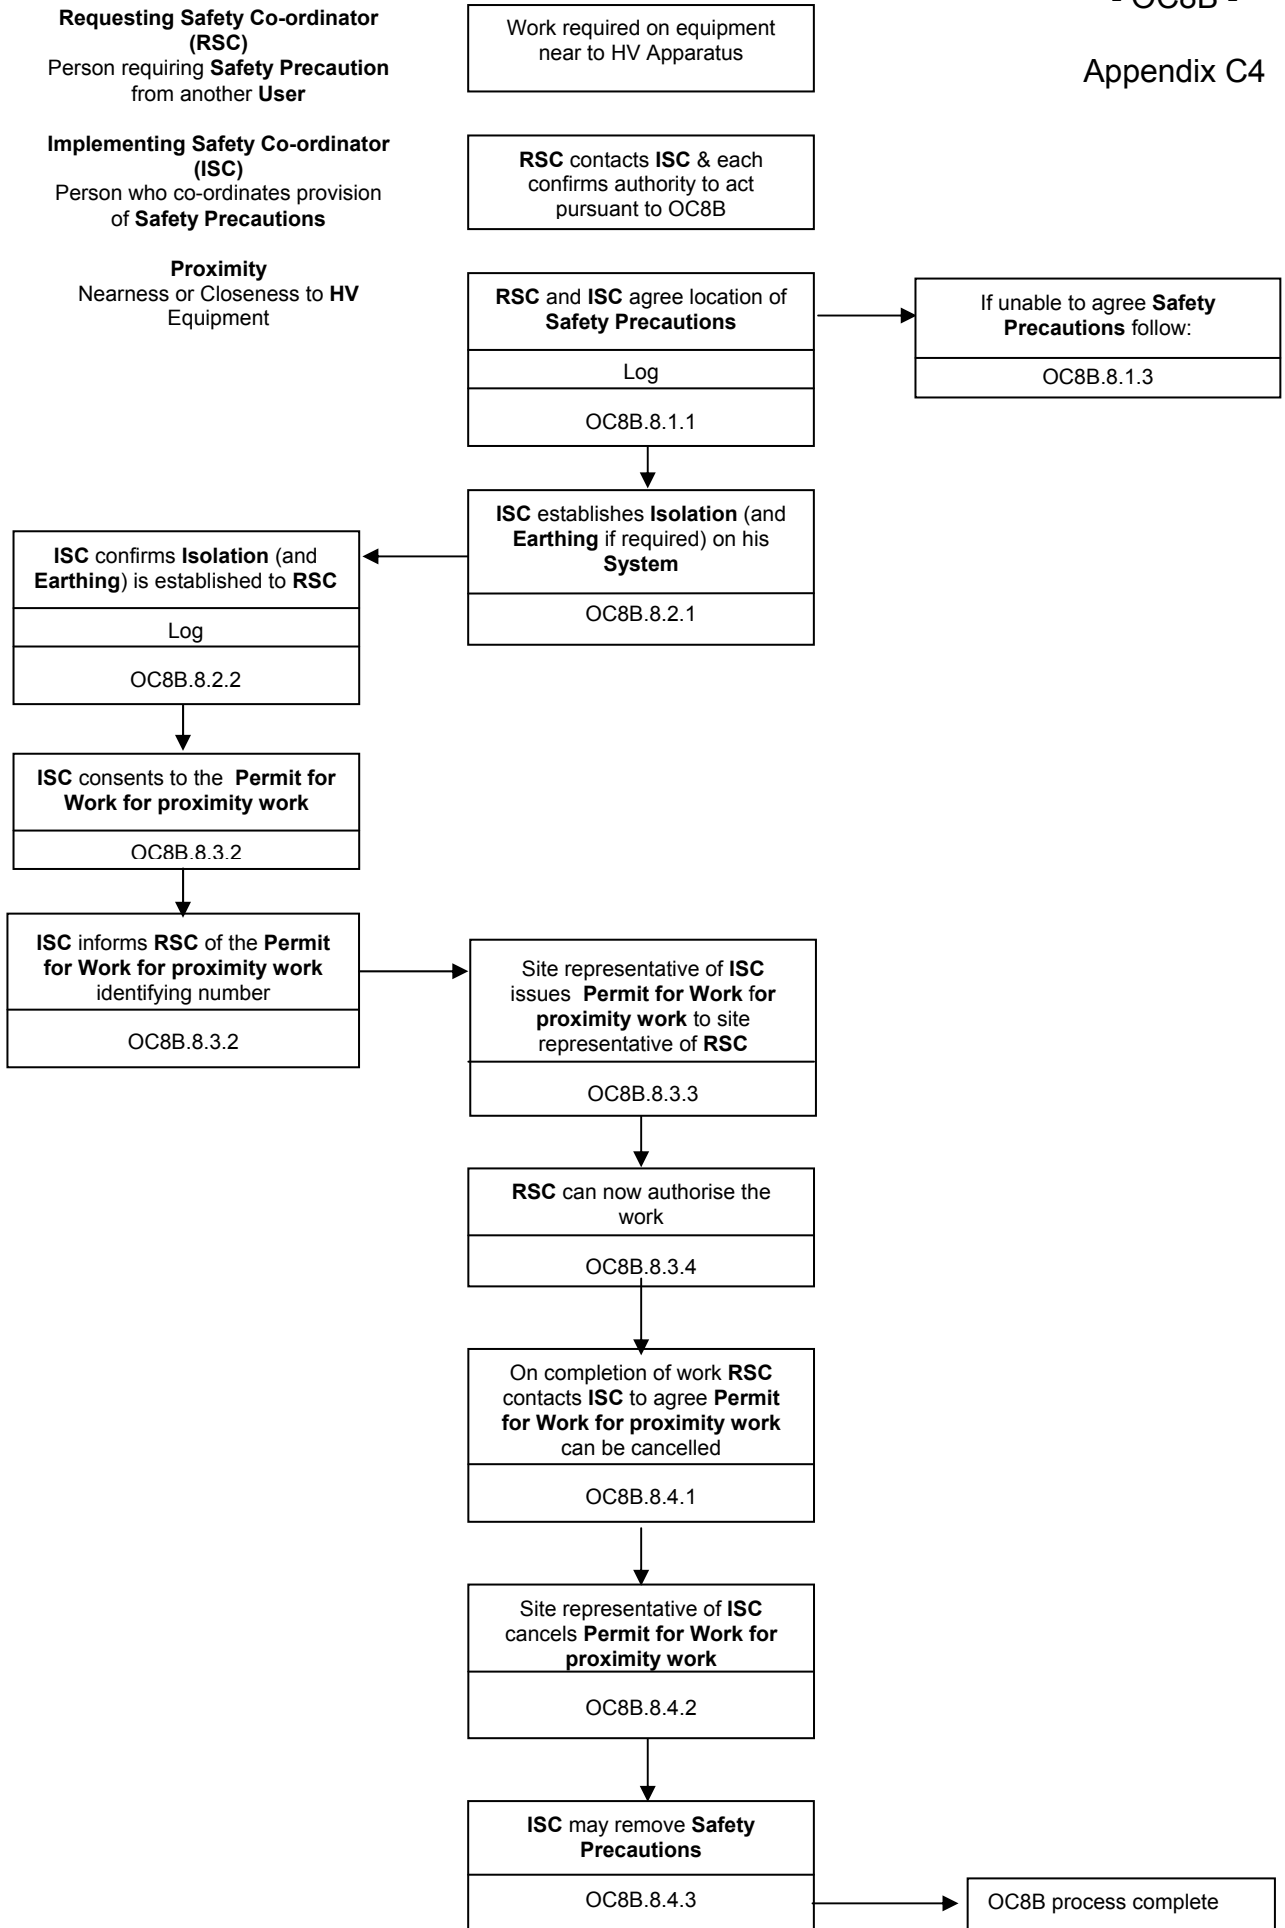 - OC8B -
Appendix C4
Requesting Safety Co-ordinator
(RSC)
Person requiring Safety Precaution
from another User
Implementing Safety Co-ordinator
(ISC)
Person who co-ordinates provision
of Safety Precautions
Proximity
Nearness or Closeness to HV
Equipment
Work required on equipment
near to HV Apparatus
RSC contacts ISC & each
confirms authority to act
pursuant to OC8B
RSC and ISC agree location of
Safety Precautions
Log
OC8B.8.1.1
If unable to agree Safety
Precautions follow:
OC8B.8.1.3
ISC establishes Isolation (and
Earthing if required) on his
System
OC8B.8.2.1
ISC confirms Isolation (and
Earthing) is established to RSC
Log
OC8B.8.2.2
ISC consents to the Permit for
Work for proximity work
OC8B.8.3.2
ISC informs RSC of the Permit
for Work for proximity work
identifying number
OC8B.8.3.2
Site representative of ISC
issues Permit for Work for
proximity work to site
representative of RSC
OC8B.8.3.3
RSC can now authorise the
work
OC8B.8.3.4
On completion of work RSC
contacts ISC to agree Permit
for Work for proximity work
can be cancelled
OC8B.8.4.1
Site representative of ISC
cancels Permit for Work for
proximity work
OC8B.8.4.2
ISC may remove Safety
Precautions
OC8B.8.4.3
OC8B process complete